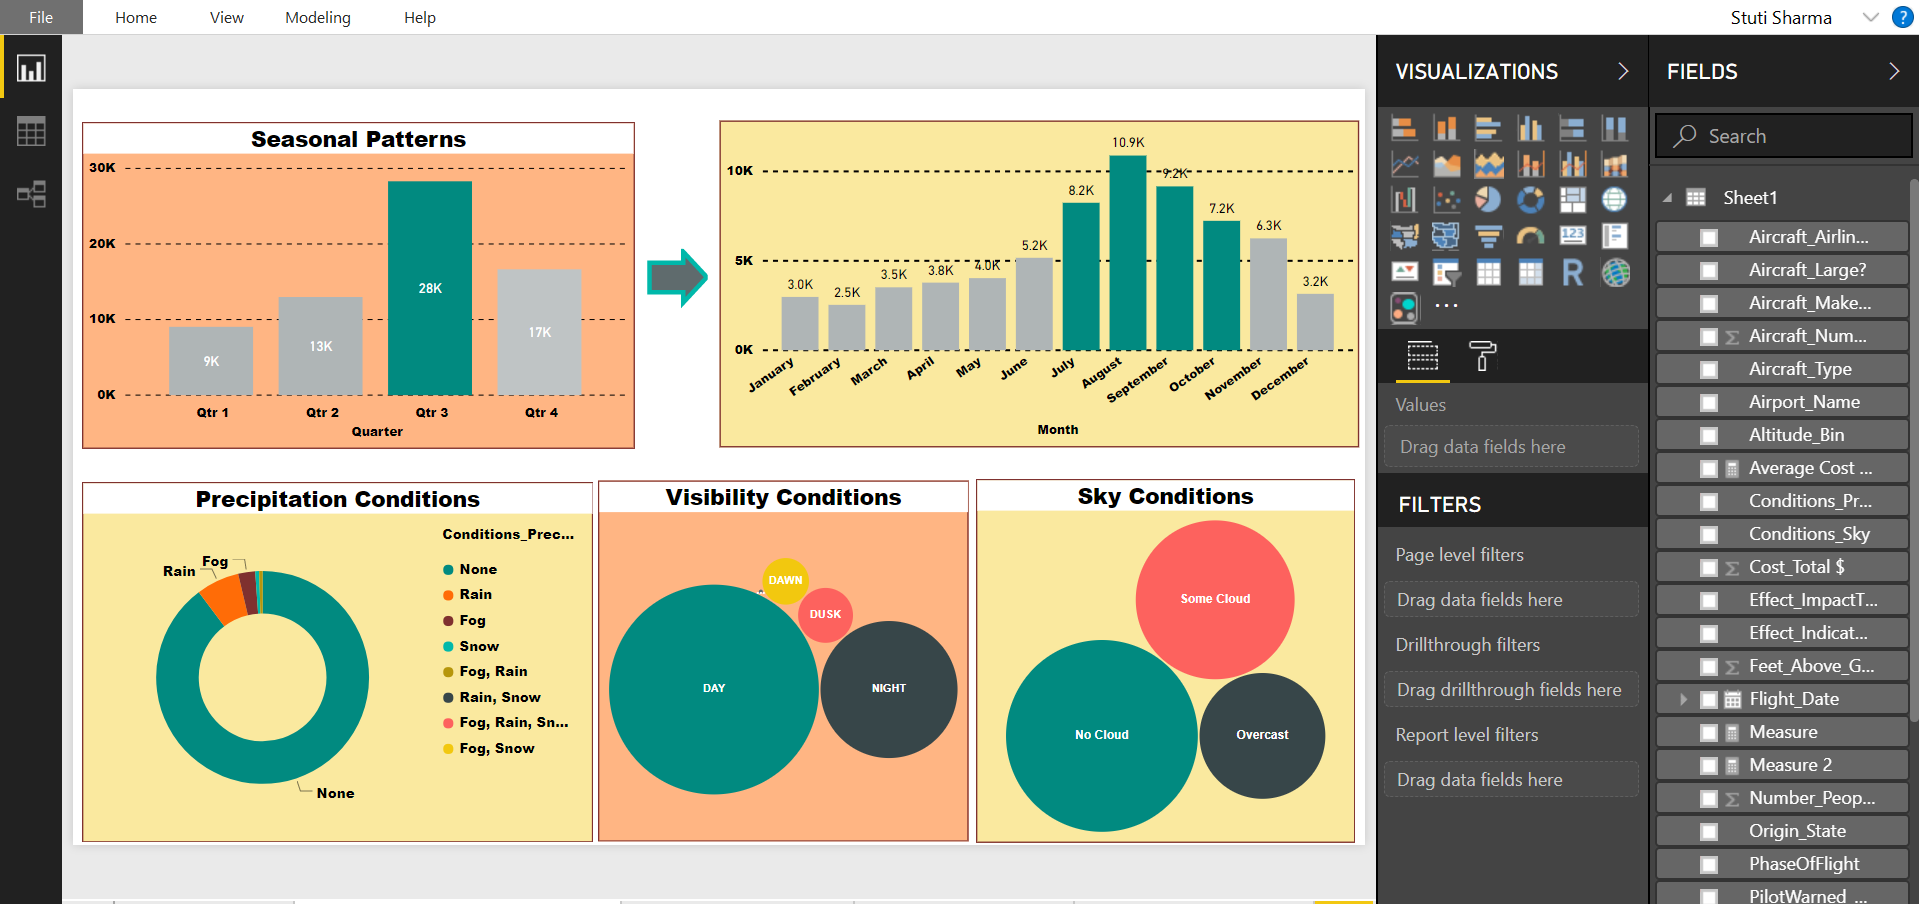 File Home View Modeling Help Stuti Sharma ?
Seasonal Patterns
30K
20K
10K
0K
9K
13K
28K
17K
Qtr 1 Qtr 2 Qtr 3 Qtr 4
Quarter
10K
5K
0K
3.0K
2.5K
3.5K
3.8K
4.0K
5.2K
8.2K
10.9K
9.2K
7.2K
6.3K
3.2K
January February March April May June July August September October November December
Month
Precipitation Conditions
Conditions_Prec...
None
Rain
Fog
Snow
Fog, Rain
Rain, Snow
Fog, Rain, Sn...
Fog, Snow
Rain
Fog
None
Visibility Conditions
DAWN
DUSK
DAY
NIGHT
Sky Conditions
Some Cloud
No Cloud
Overcast
VISUALIZATIONS
123
R
...
Values
Drag data fields here
FILTERS
Page level filters
Drag data fields here
Drillthrough filters
Drag drillthrough fields here
Report level filters
Drag data fields here
FIELDS
Search
Sheet1
Aircraft_Airlin...
Aircraft_Large?
Aircraft_Make...
Σ Aircraft_Num...
Aircraft_Type
Airport_Name
Altitude_Bin
Average Cost ...
Conditions_Pr...
Conditions_Sky
Σ Cost_Total $
Effect_ImpactT...
Effect_Indicat...
Σ Feet_Above_G...
Flight_Date
Measure
Measure 2
Σ Number_Peop...
Origin_State
PhaseOfFlight
PilotWarned_...